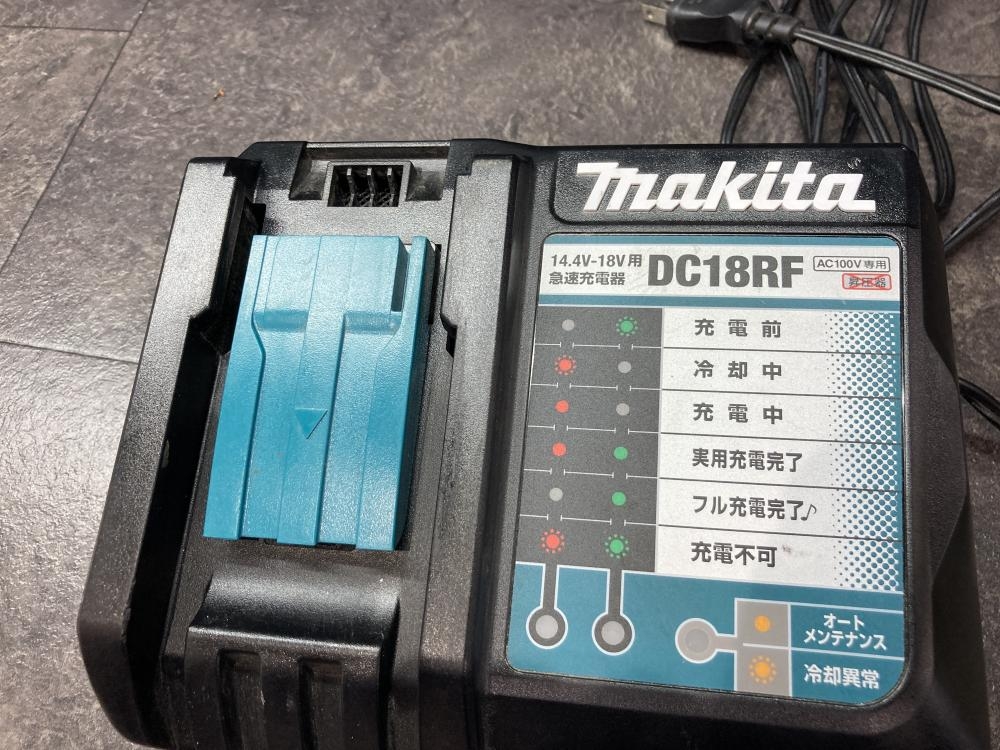 makita
14.4V-18V用
急速充電器
DC18RF
AC100V専用
昇圧器
充電前
冷却中
充電中
実用充電完了
フル充電完了♪
充電不可
オート
メンテナンス
冷却異常